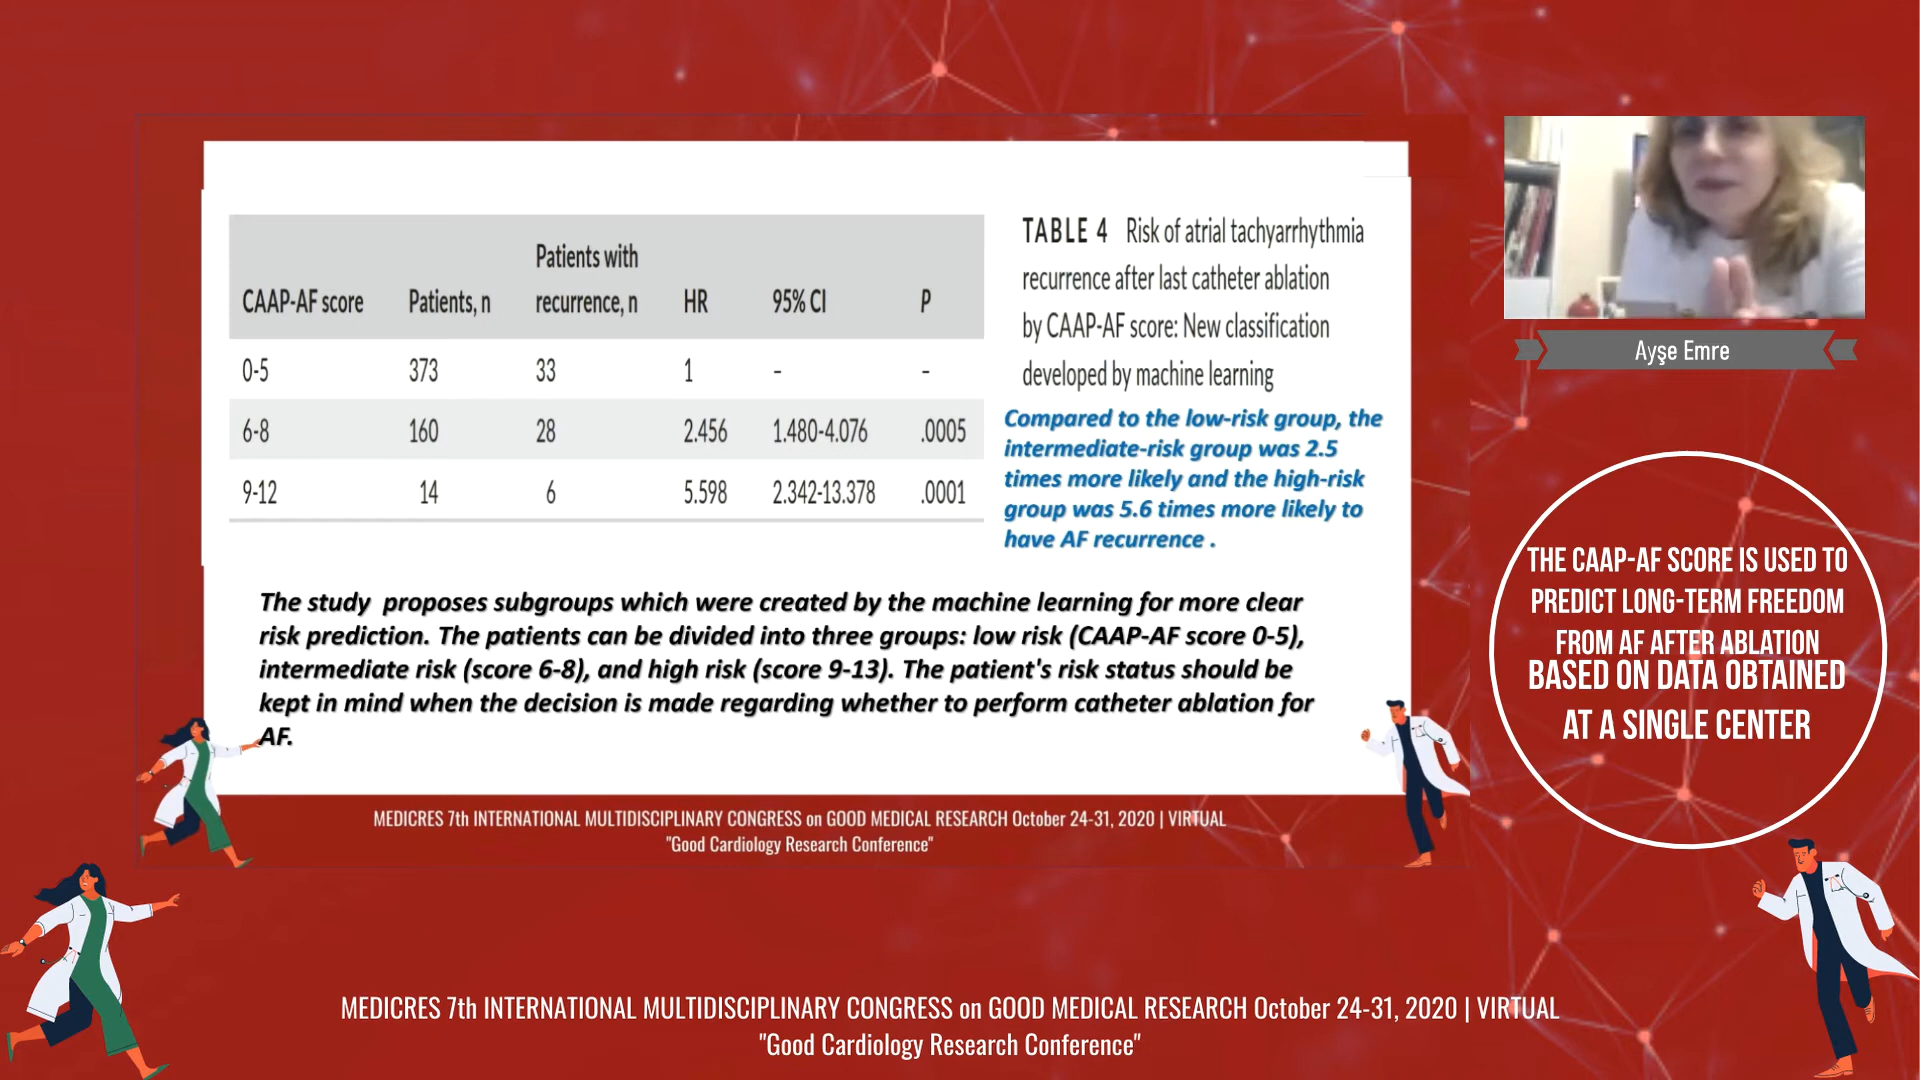 CAAP-AF score Patients, n Patients with recurrence, n HR 95% CI P
0-5 373 33 1 – –
6-8 160 28 2.456 1.480-4.076 .0005
9-12 14 6 5.598 2.342-13.378 .0001
TABLE 4 Risk of atrial tachyarrhythmia
recurrence after last catheter ablation
by CAAP-AF score: New classification
developed by machine learning
Compared to the low-risk group, the
intermediate-risk group was 2.5
times more likely and the high-risk
group was 5.6 times more likely to
have AF recurrence .
The study proposes subgroups which were created by the machine learning for more clear
risk prediction. The patients can be divided into three groups: low risk (CAAP-AF score 0-5),
intermediate risk (score 6-8), and high risk (score 9-13). The patient's risk status should be
kept in mind when the decision is made regarding whether to perform catheter ablation for
AF.
MEDICRES 7th INTERNATIONAL MULTIDISCIPLINARY CONGRESS on GOOD MEDICAL RESEARCH October 24-31, 2020 | VIRTUAL
"Good Cardiology Research Conference"
Ayşe Emre
THE CAAP-AF SCORE IS USED TO
PREDICT LONG-TERM FREEDOM
FROM AF AFTER ABLATION
BASED ON DATA OBTAINED
AT A SINGLE CENTER
MEDICRES 7th INTERNATIONAL MULTIDISCIPLINARY CONGRESS on GOOD MEDICAL RESEARCH October 24-31, 2020 | VIRTUAL
"Good Cardiology Research Conference"